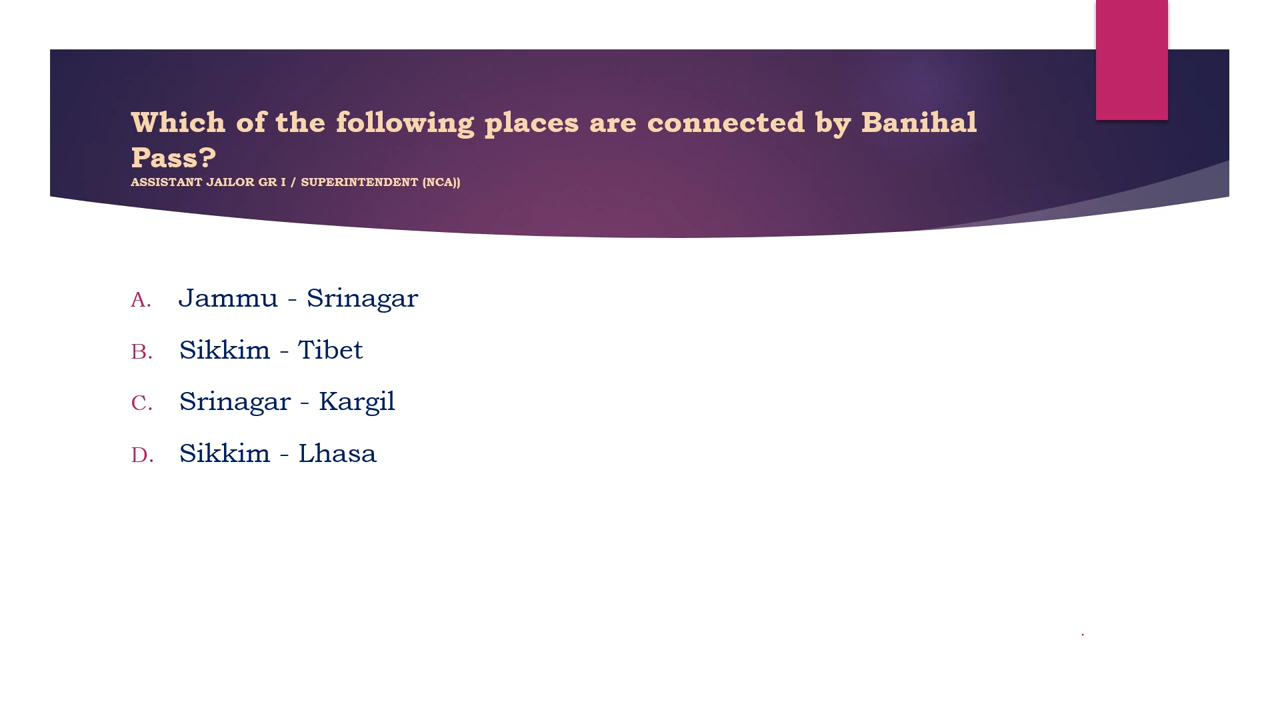 Which of the following places are connected by Banihal
Pass?
ASSISTANT JAILOR GR I / SUPERINTENDENT (NCA))
A. Jammu - Srinagar
B. Sikkim - Tibet
C. Srinagar - Kargil
D. Sikkim - Lhasa
.